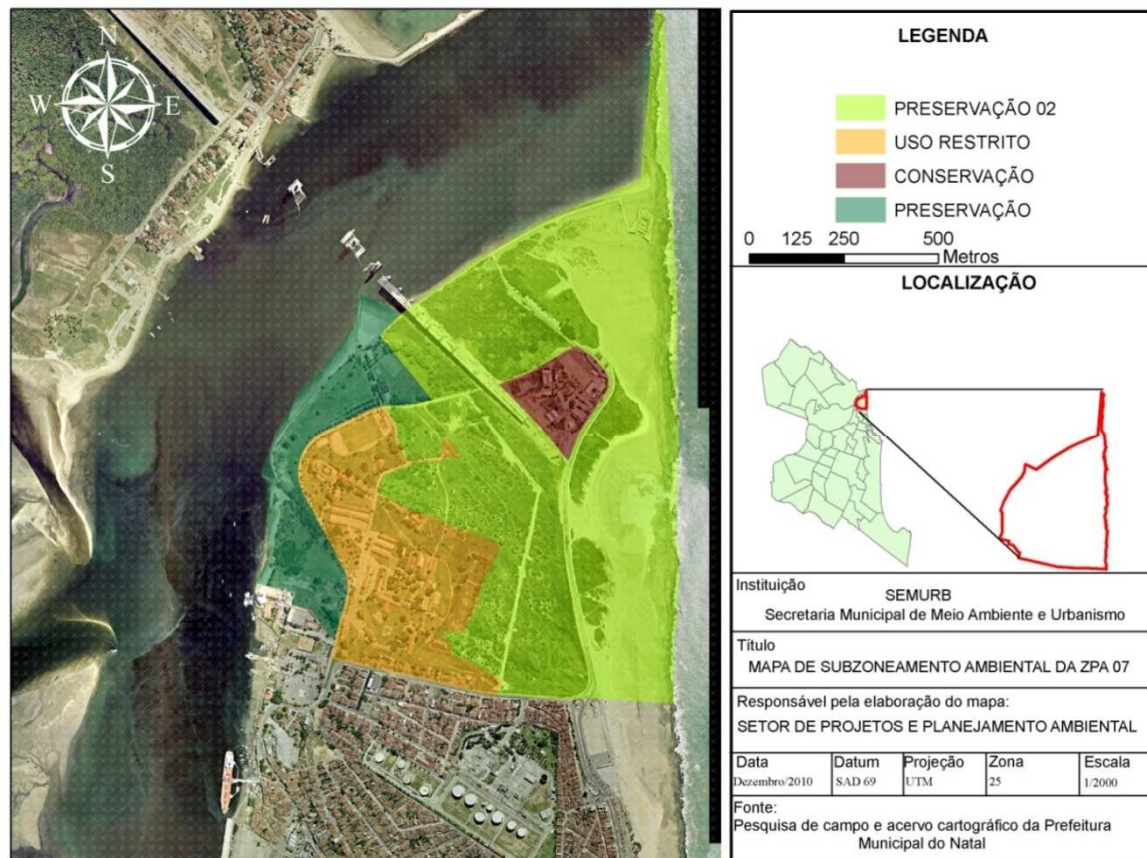 N
W E
S
LEGENDA
PRESERVAÇÃO 02
USO RESTRITO
CONSERVAÇÃO
PRESERVAÇÃO
0 125 250 500
Metros
LOCALIZAÇÃO
Instituição
SEMURB
Secretaria Municipal de Meio Ambiente e Urbanismo
Título
MAPA DE SUBZONEAMENTO AMBIENTAL DA ZPA 07
Responsável pela elaboração do mapa:
SETOR DE PROJETOS E PLANEJAMENTO AMBIENTAL
Data Datum Projeção Zona Escala
Dezembro/2010 SAD 69 UTM 25 1/2000
Fonte:
Pesquisa de campo e acervo cartográfico da Prefeitura
Municipal do Natal